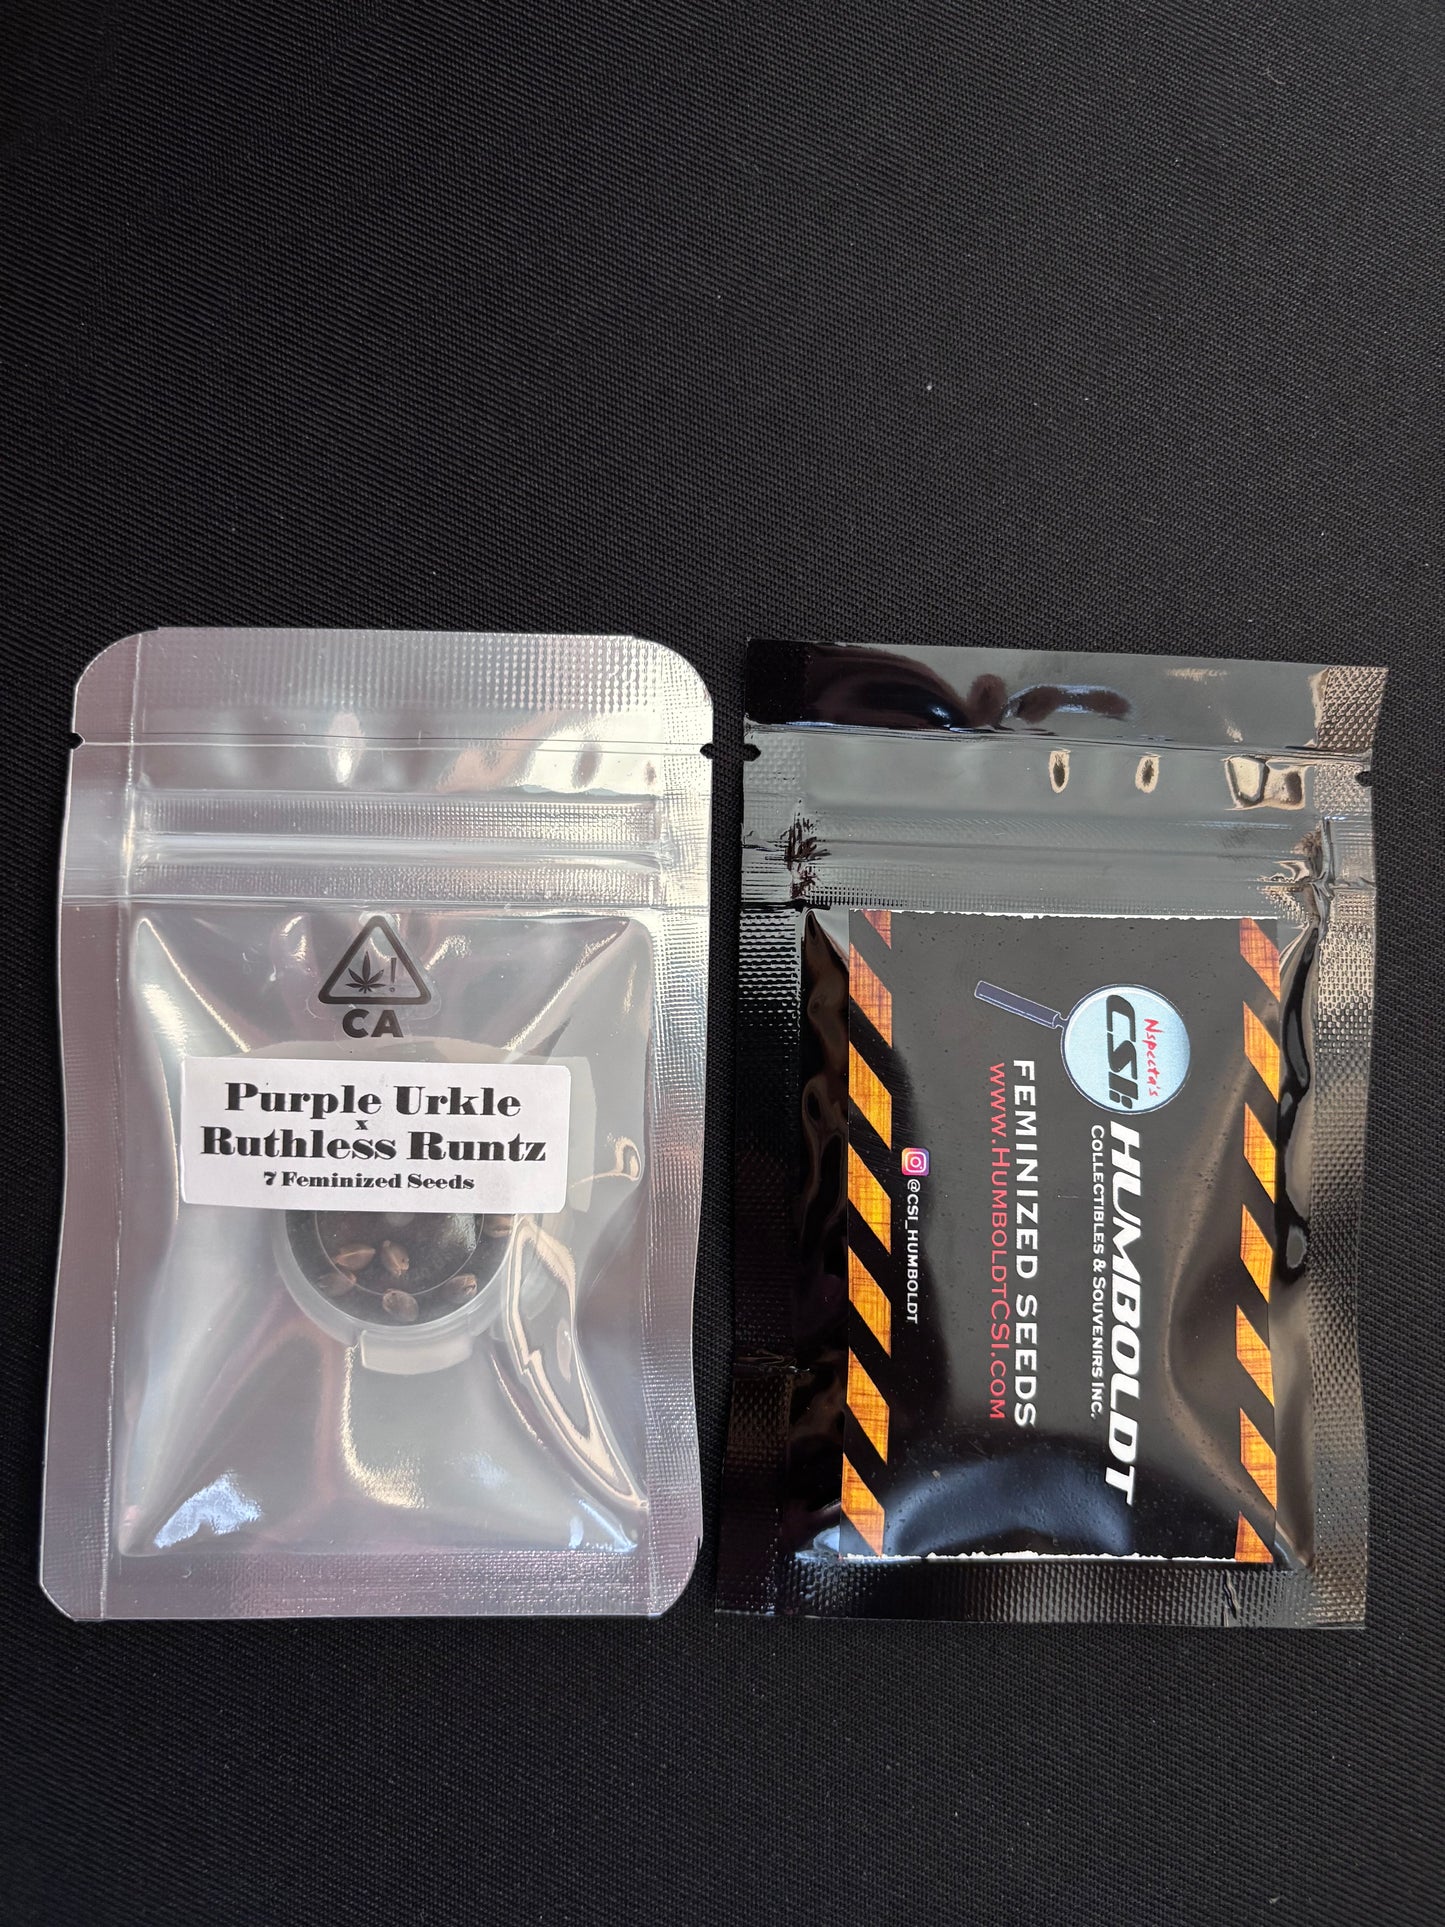 !
CA
Purple Urkle
x
Ruthless Runtz
7 Feminized Seeds
Nspecta's
CSI: HUMBOLDT
COLLECTIBLES & SOUVENIRS INC.
FEMINIZED SEEDS
WWW.HUMBOLDTCSI.COM
@CSI_HUMBOLDT